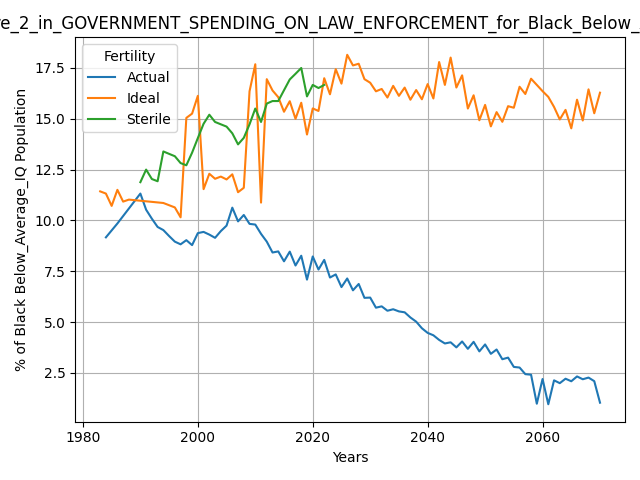 re_2_in_GOVERNMENT_SPENDING_ON_LAW_ENFORCEMENT_for_Black_Below_
Fertility
Actual
Ideal
Sterile
% of Black Below_Average_IQ Population
17.5
15.0
12.5
10.0
7.5
5.0
2.5
1980 2000 2020 2040 2060
Years